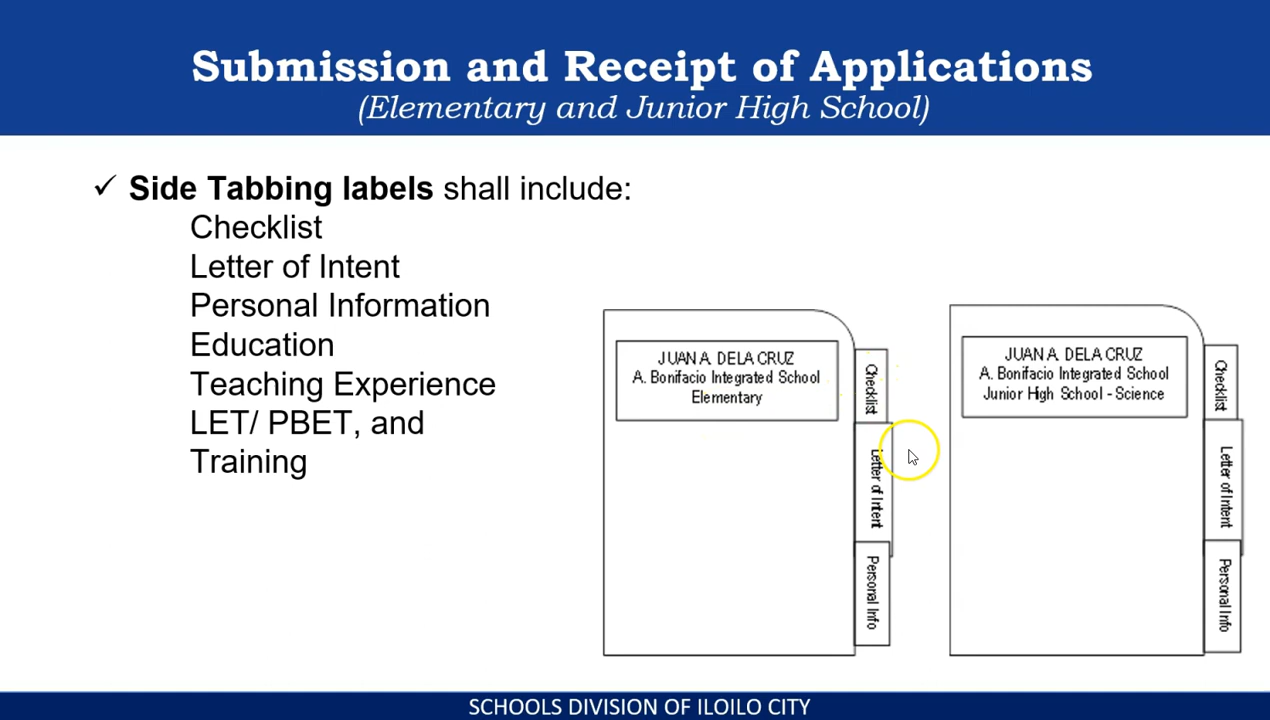 Submission and Receipt of Applications
(Elementary and Junior High School)
✓ Side Tabbing labels shall include:
Checklist
Letter of Intent
Personal Information
Education
Teaching Experience
LET/ PBET, and
Training
JUAN A. DELA CRUZ
A. Bonifacio Integrated School
Elementary
Checklist
Letter of Intent
Personal Info
JUAN A. DELA CRUZ
A. Bonifacio Integrated School
Junior High School - Science
Checklist
Letter of Intent
Personal Info
SCHOOLS DIVISION OF ILOILO CITY